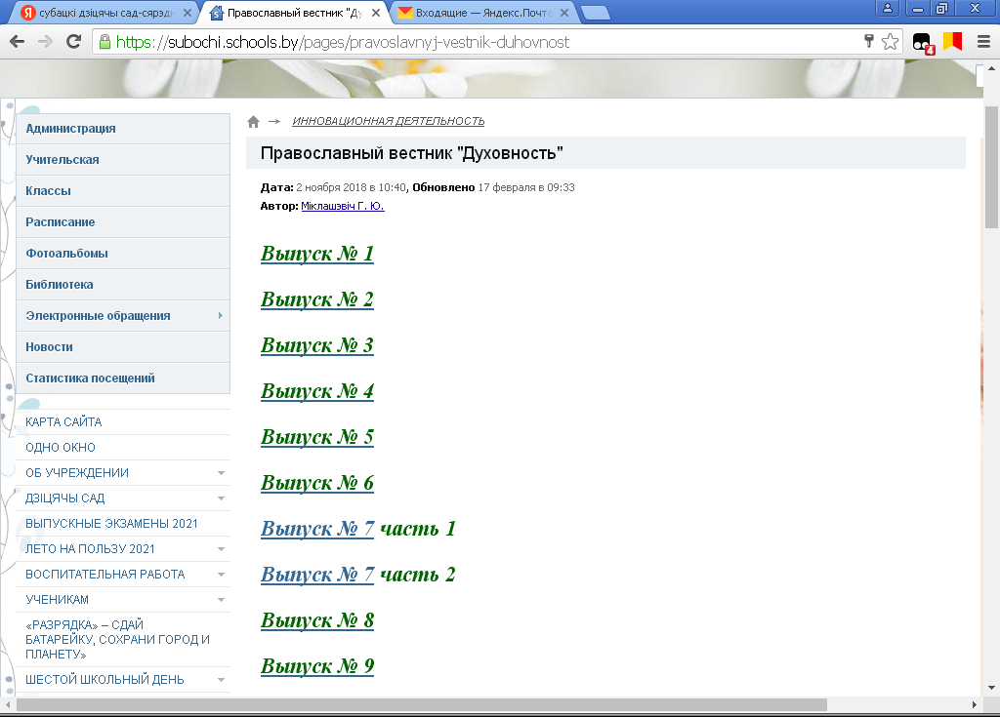 субацкі дзіцячы сад-сярэдн
Православный вестник "Ду
Входящие — Яндекс.Почта
https://subochi.schools.by/pages/pravoslavnyj-vestnik-duhovnost
4
Администрация
Учительская
Классы
Расписание
Фотоальбомы
Библиотека
Электронные обращения
Новости
Статистика посещений
КАРТА САЙТА
ОДНО ОКНО
ОБ УЧРЕЖДЕНИИ
ДЗІЦЯЧЫ САД
ВЫПУСКНЫЕ ЭКЗАМЕНЫ 2021
ЛЕТО НА ПОЛЬЗУ 2021
ВОСПИТАТЕЛЬНАЯ РАБОТА
УЧЕНИКАМ
«РАЗРЯДКА» – СДАЙ
БАТАРЕЙКУ, СОХРАНИ ГОРОД И
ПЛАНЕТУ»
ШЕСТОЙ ШКОЛЬНЫЙ ДЕНЬ
ИННОВАЦИОННАЯ ДЕЯТЕЛЬНОСТЬ
Православный вестник "Духовность"
Дата: 2 ноября 2018 в 10:40, Обновлено 17 февраля в 09:33
Автор: Міклашэвіч Г. Ю.
Выпуск № 1
Выпуск № 2
Выпуск № 3
Выпуск № 4
Выпуск № 5
Выпуск № 6
Выпуск № 7 часть 1
Выпуск № 7 часть 2
Выпуск № 8
Выпуск № 9